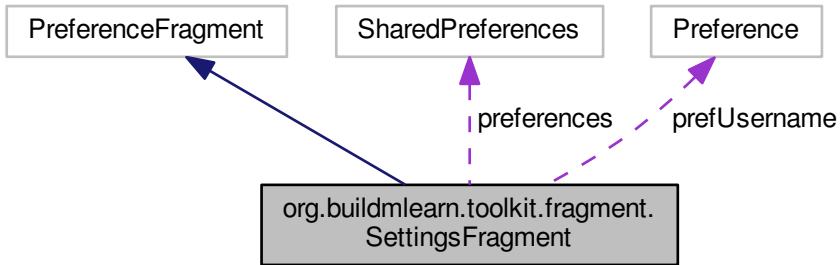 PreferenceFragment
SharedPreferences
Preference
preferences
prefUsername
org.buildmlearn.toolkit.fragment.
SettingsFragment